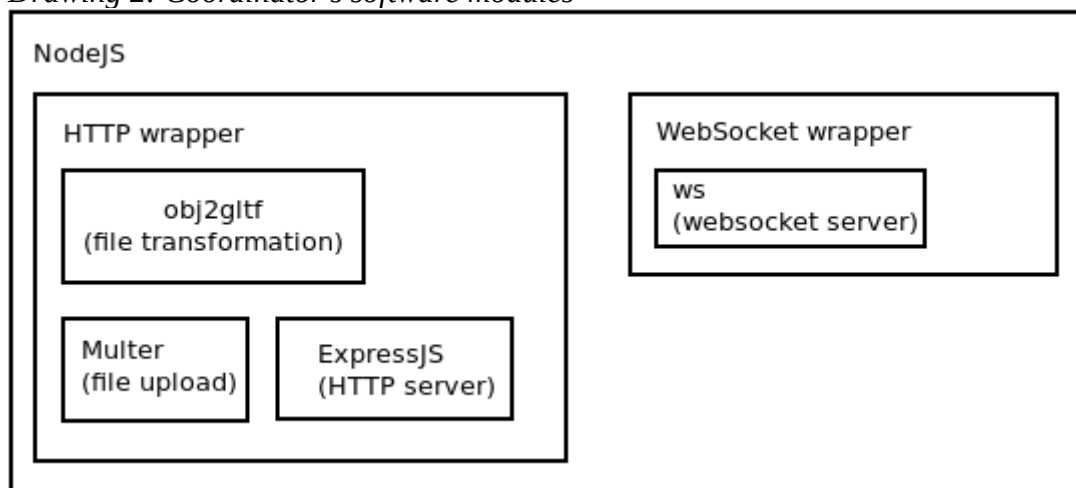 Drawing 2: Coordinator's software modules
NodeJS
HTTP wrapper
obj2gltf
(file transformation)
Multer
(file upload)
ExpressJS
(HTTP server)
WebSocket wrapper
ws
(websocket server)